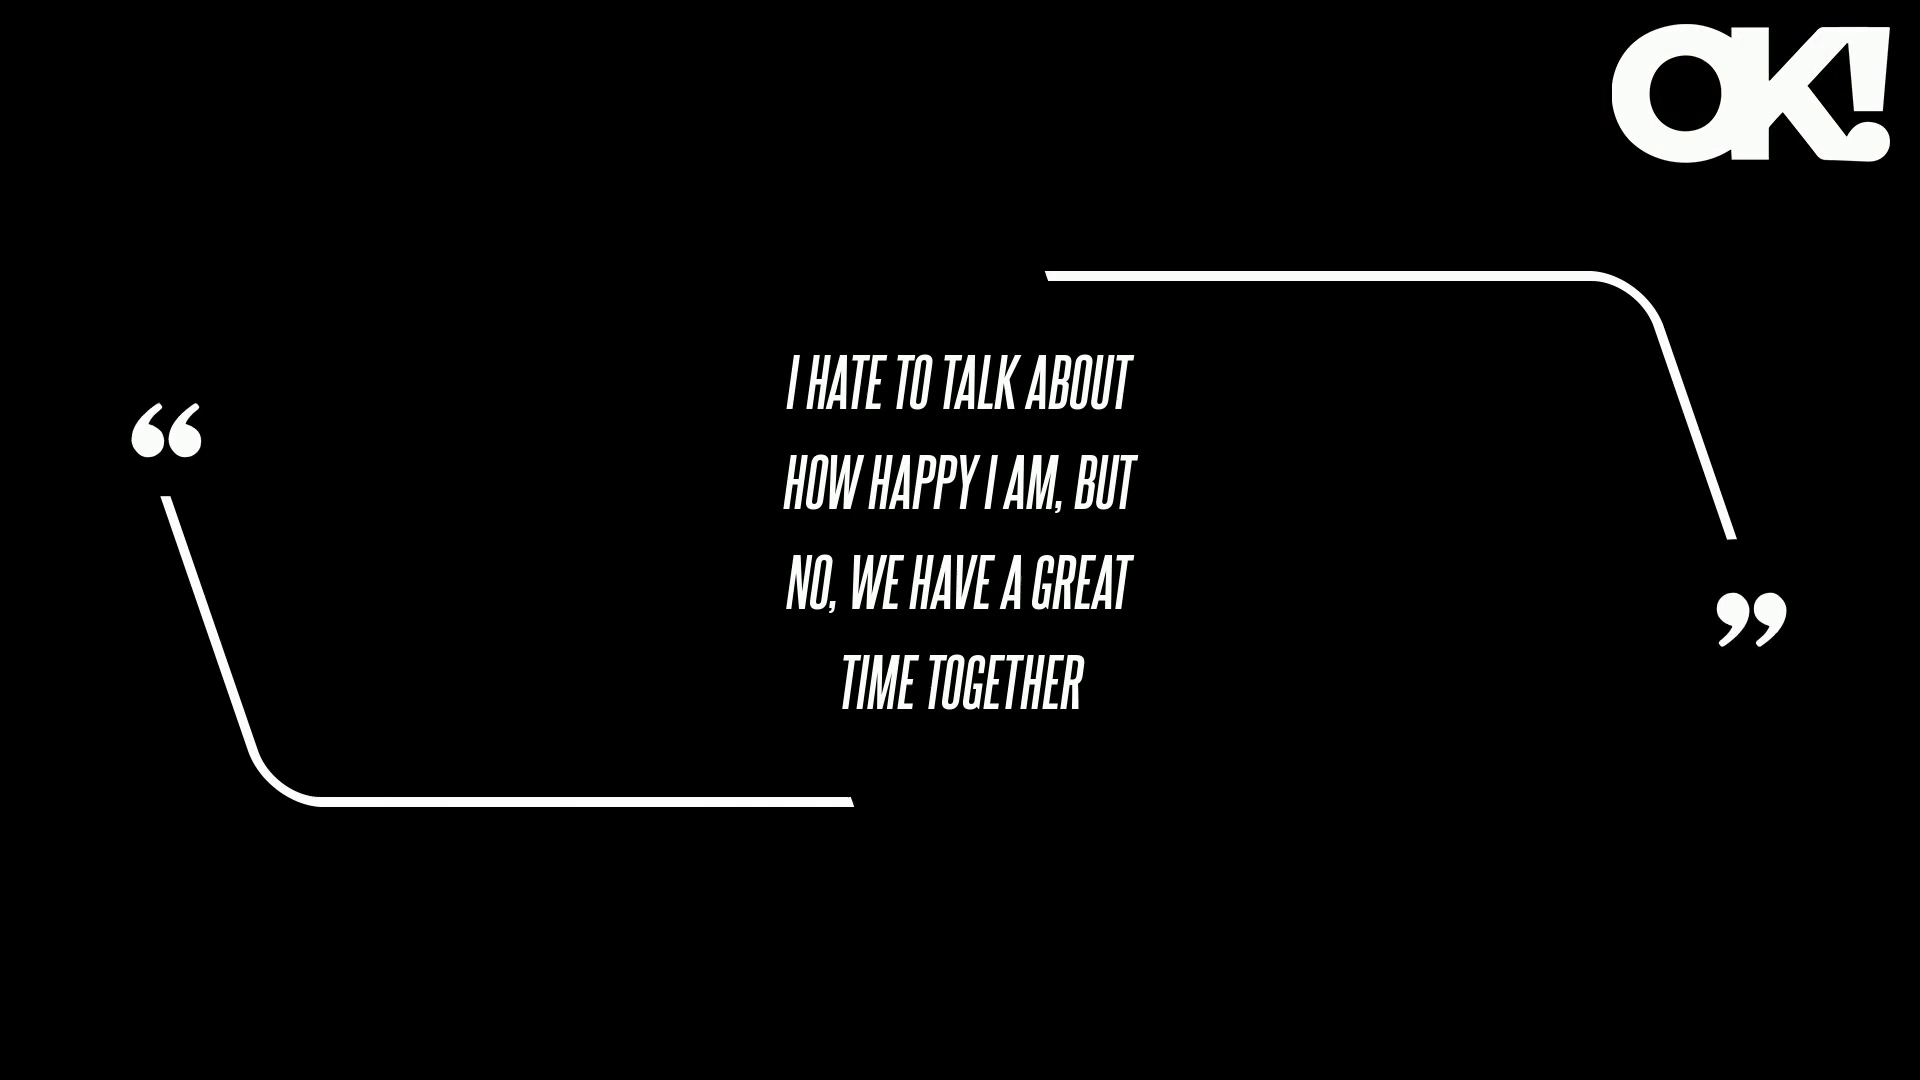 OK!
“
I HATE TO TALK ABOUT
HOW HAPPY I AM, BUT
NO, WE HAVE A GREAT
TIME TOGETHER
”